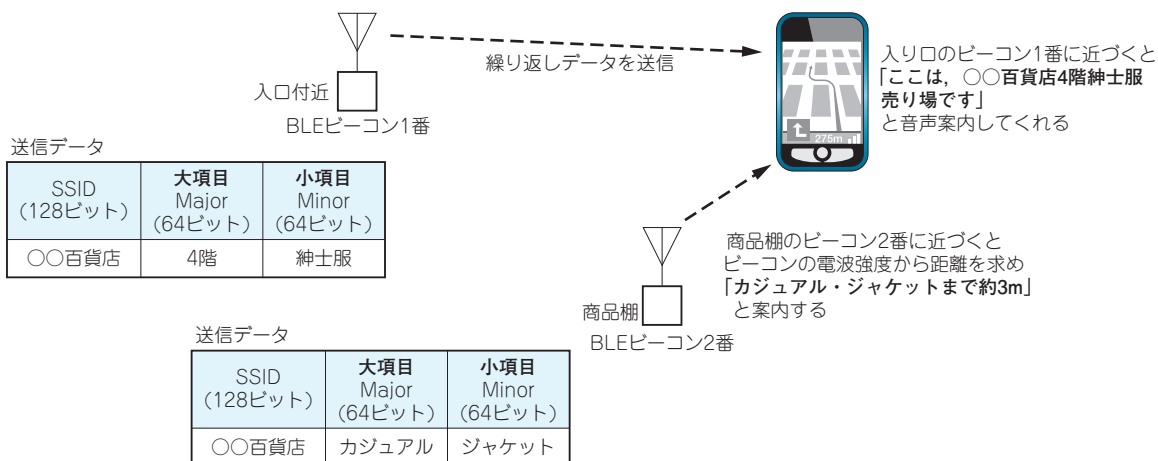 入口付近
BLEビーコン1番
繰り返しデータを送信
275m
入り口のビーコン1番に近づくと
「ここは，○○百貨店4階紳士服
売り場です」
と音声案内してくれる
送信データ
SSID
（128ビット）
大項目
Major
（64ビット）
小項目
Minor
（64ビット）
○○百貨店
4階
紳士服
商品棚
BLEビーコン2番
商品棚のビーコン2番に近づくと
ビーコンの電波強度から距離を求め
「カジュアル・ジャケットまで約3m」
と案内する
送信データ
SSID
（128ビット）
大項目
Major
（64ビット）
小項目
Minor
（64ビット）
○○百貨店
カジュアル
ジャケット